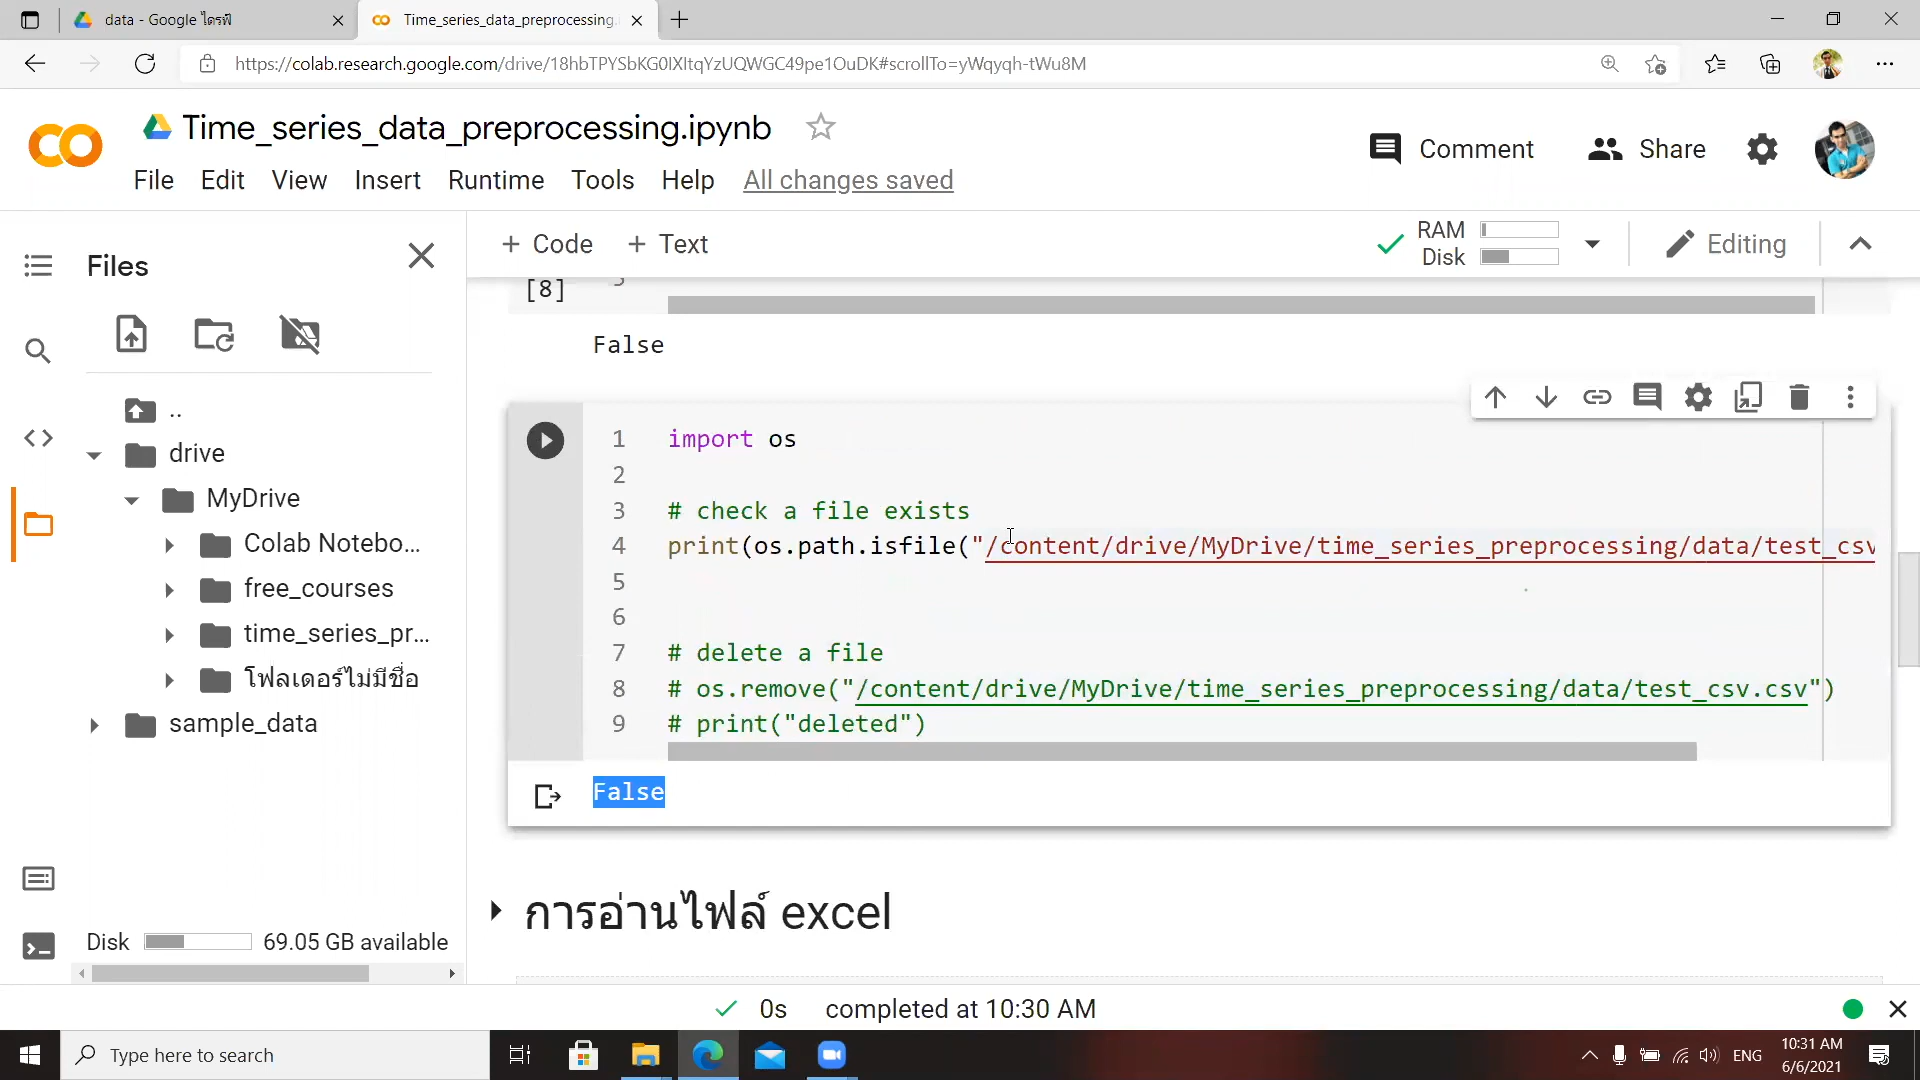 data - Google ไดรฟ์
Time_series_data_preprocessing.
https://colab.research.google.com/drive/18hbTPYSbKG0IXItqYzUQWGC49pe1OuDK#scrollTo=yWqyqh-tWu8M
Time_series_data_preprocessing.ipynb
Comment
Share
File Edit View Insert Runtime Tools Help All changes saved
Files
+ Code + Text
RAM
Disk
Editing
[8]
False
..
drive
MyDrive
Colab Notebo...
free_courses
time_series_pr...
โฟลเดอร์ไม่มีชื่อ
sample_data
1 import os
2
3 # check a file exists
4 print(os.path.isfile("/content/drive/MyDrive/time_series_preprocessing/data/test_csv
5
6
7 # delete a file
8 # os.remove("/content/drive/MyDrive/time_series_preprocessing/data/test_csv.csv")
9 # print("deleted")
False
การอ่านไฟล์ excel
Disk 69.05 GB available
0s completed at 10:30 AM
Type here to search
ENG
10:31 AM
6/6/2021